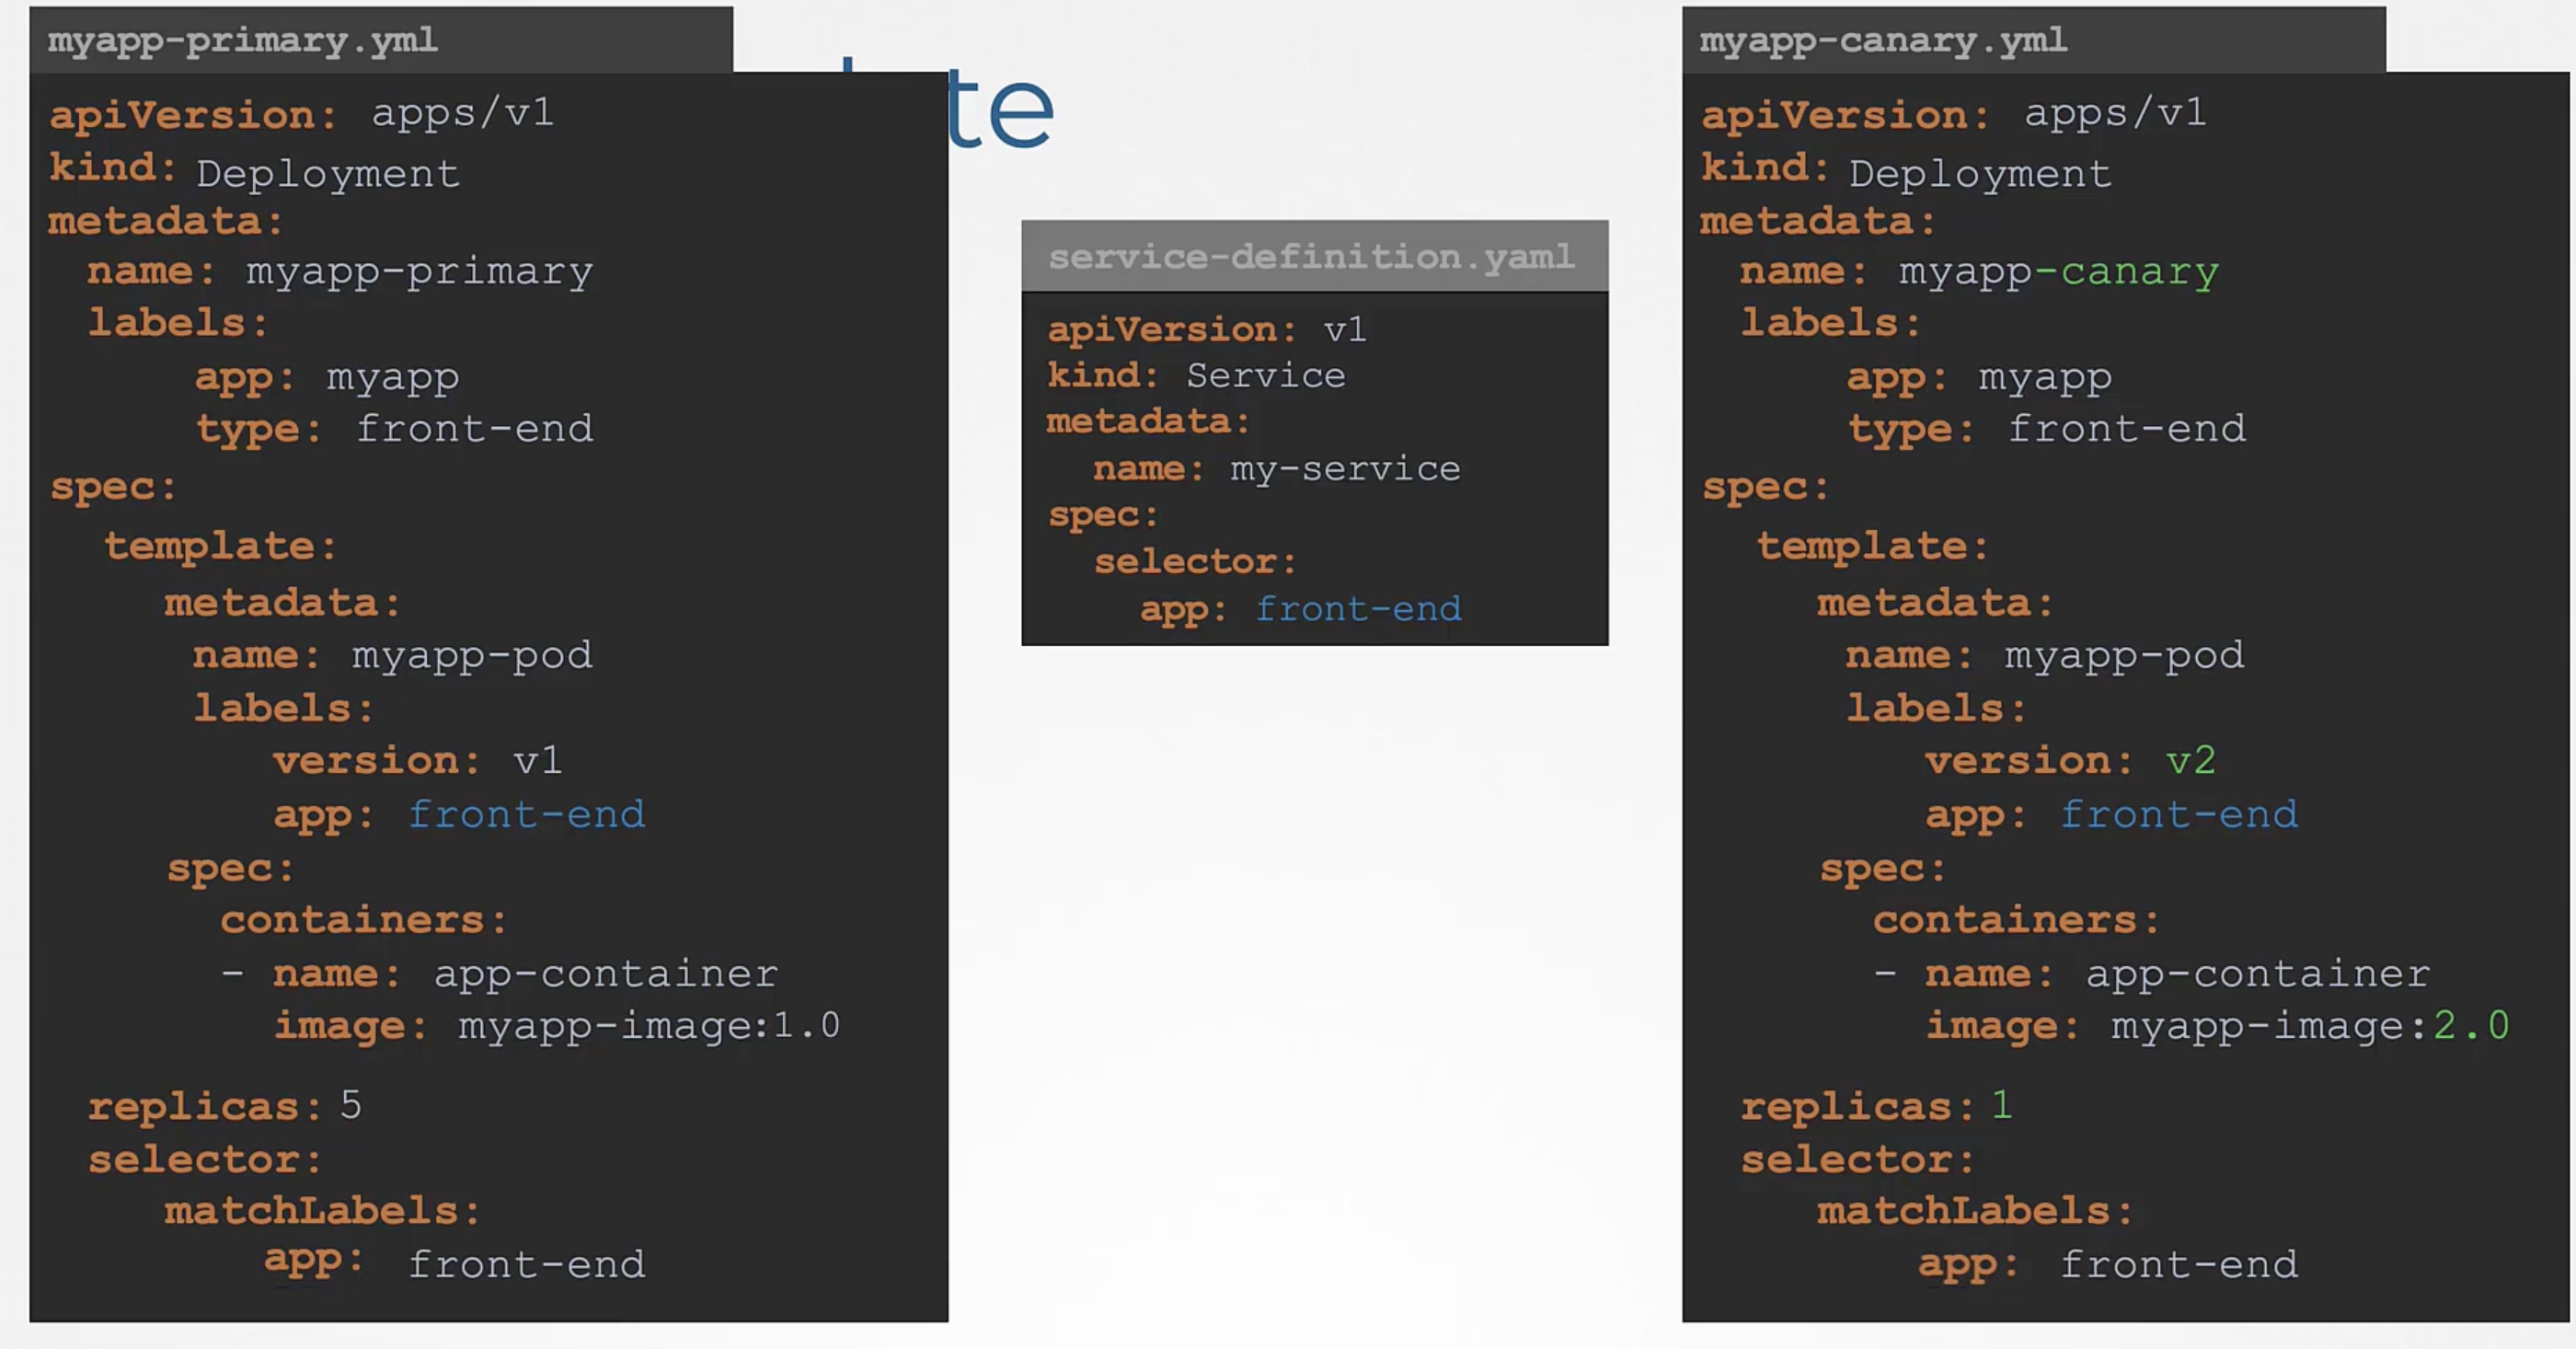 myapp-primary.yml
apiVersion: apps/v1
kind: Deployment
metadata:
  name: myapp-primary
  labels:
      app: myapp
      type: front-end
spec:
  template:
    metadata:
      name: myapp-pod
      labels:
         version: v1
         app: front-end
    spec:
      containers:
      - name: app-container
        image: myapp-image:1.0
  replicas: 5
  selector:
    matchLabels:
        app: front-end
service-definition.yaml
apiVersion: v1
kind: Service
metadata:
  name: my-service
spec:
  selector:
    app: front-end
myapp-canary.yml
apiVersion: apps/v1
kind: Deployment
metadata:
  name: myapp-canary
  labels:
      app: myapp
      type: front-end
spec:
  template:
    metadata:
      name: myapp-pod
      labels:
         version: v2
         app: front-end
    spec:
      containers:
      - name: app-container
        image: myapp-image:2.0
  replicas: 1
  selector:
    matchLabels:
        app: front-end